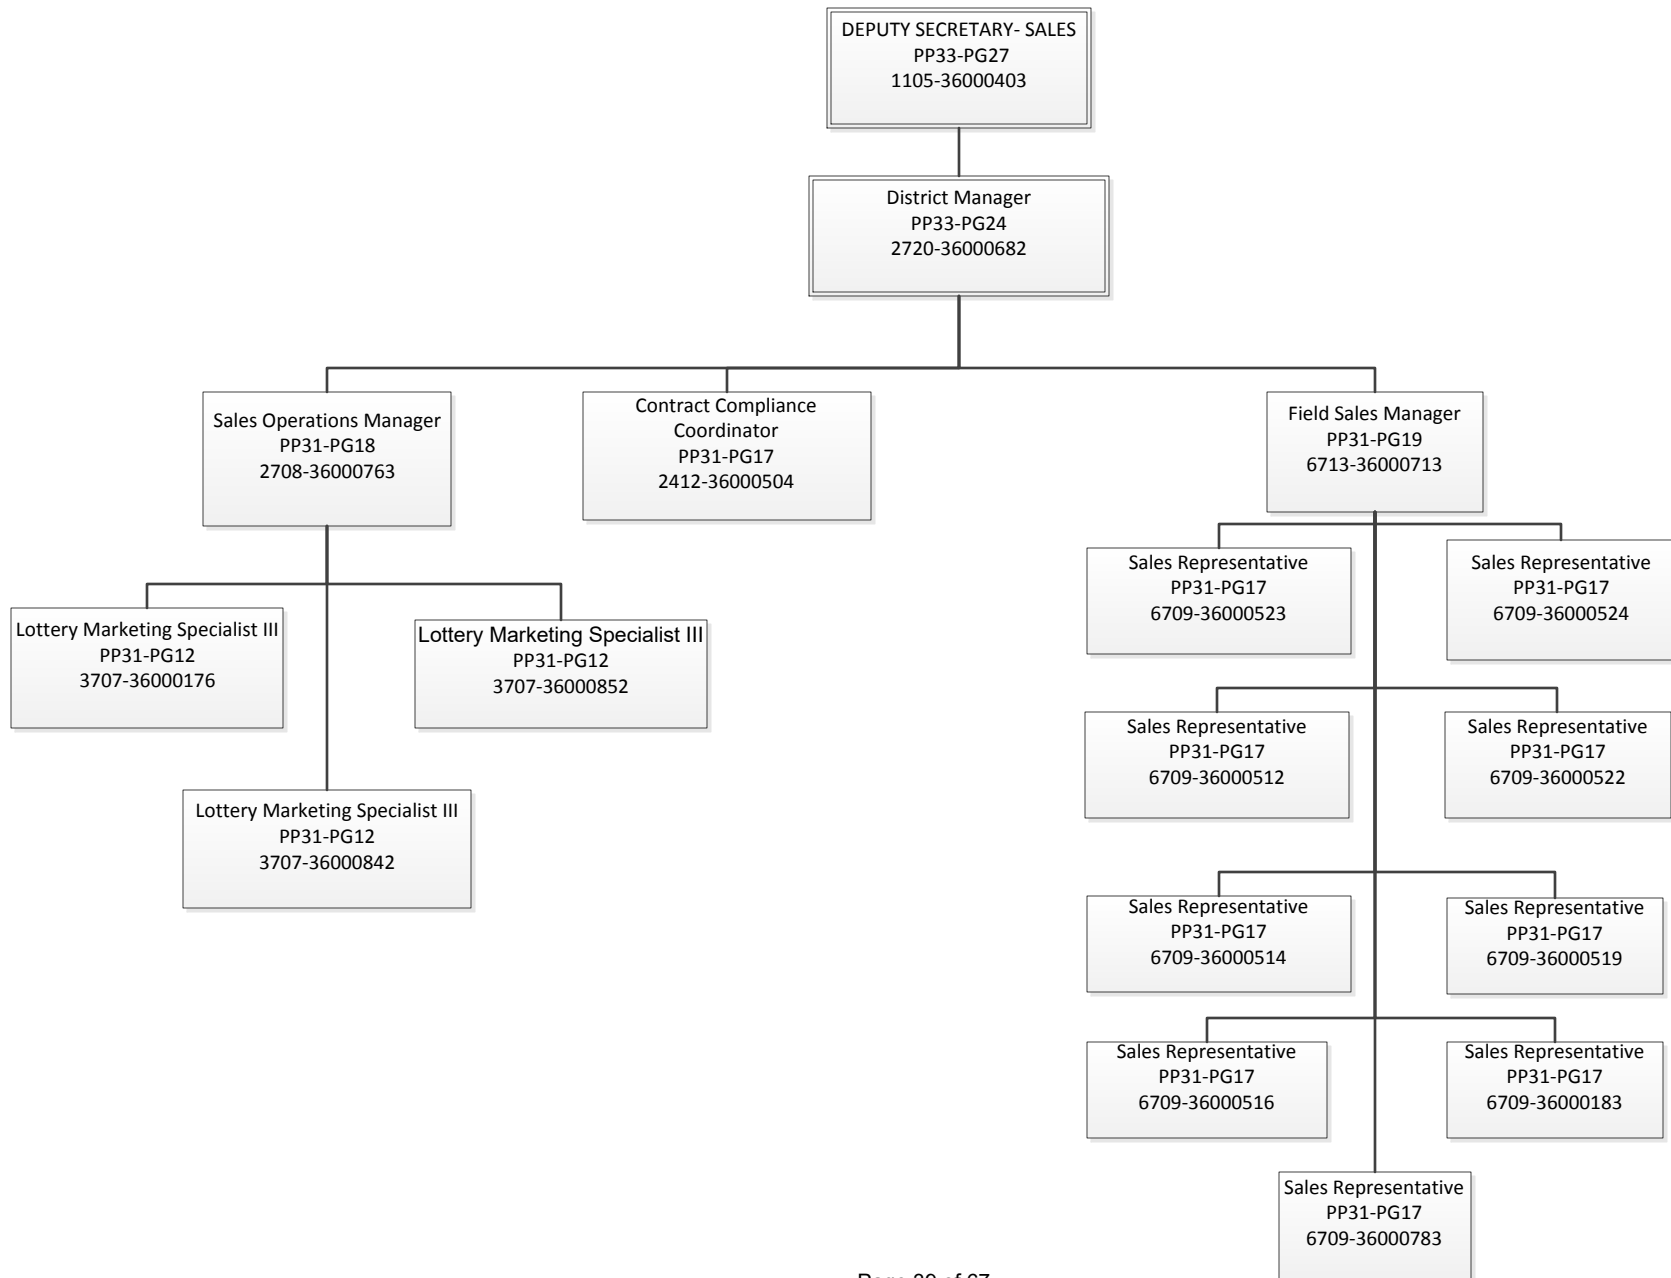 DEPUTY SECRETARY- SALES
PP33-PG27
1105-36000403
District Manager
PP33-PG24
2720-36000682
Sales Operations Manager
PP31-PG18
2708-36000763
Contract Compliance
Coordinator
PP31-PG17
2412-36000504
Field Sales Manager
PP31-PG19
6713-36000713
Lottery Marketing Specialist III
PP31-PG12
3707-36000176
Lottery Marketing Specialist III
PP31-PG12
3707-36000852
Lottery Marketing Specialist III
PP31-PG12
3707-36000842
Sales Representative
PP31-PG17
6709-36000523
Sales Representative
PP31-PG17
6709-36000524
Sales Representative
PP31-PG17
6709-36000512
Sales Representative
PP31-PG17
6709-36000522
Sales Representative
PP31-PG17
6709-36000514
Sales Representative
PP31-PG17
6709-36000519
Sales Representative
PP31-PG17
6709-36000516
Sales Representative
PP31-PG17
6709-36000183
Sales Representative
PP31-PG17
6709-36000783
Page of 67